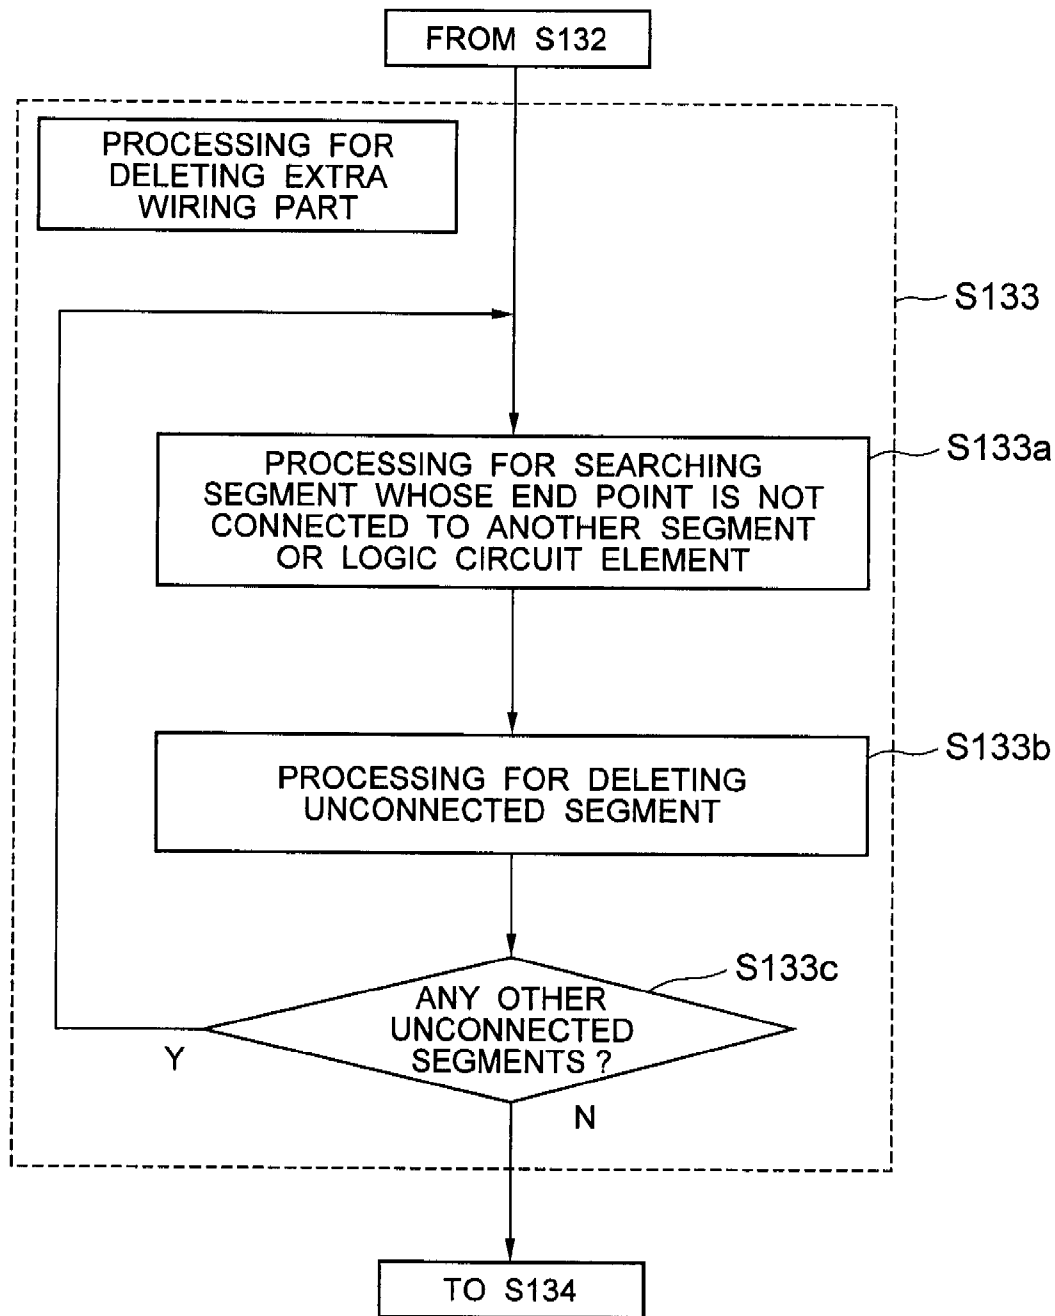 FROM S132
PROCESSING FOR
DELETING EXTRA
WIRING PART
S133
S133a
PROCESSING FOR SEARCHING
SEGMENT WHOSE END POINT IS NOT
CONNECTED TO ANOTHER SEGMENT
OR LOGIC CIRCUIT ELEMENT
S133b
PROCESSING FOR DELETING
UNCONNECTED SEGMENT
S133c
ANY OTHER
UNCONNECTED
SEGMENTS ?
Y
N
TO S134